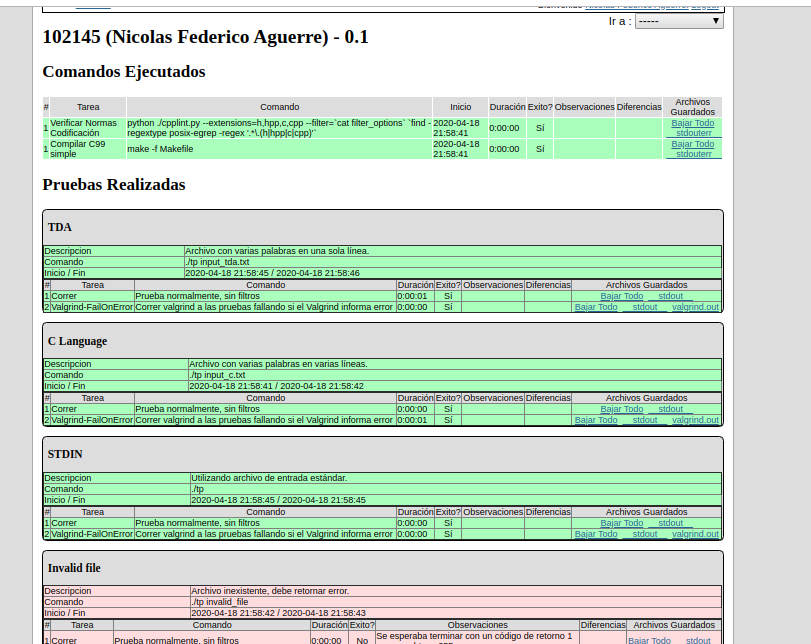 Ir a : -----
102145 (Nicolas Federico Aguerre) - 0.1
Comandos Ejecutados
# Tarea Comando Inicio Duración Exito? Observaciones Diferencias Archivos Guardados
1 Verificar Normas Codificación python ./cpplint.py --extensions=h,hpp,c,cpp --filter=`cat filter_options` `find -regextype posix-egrep -regex '.*\.(h|hpp|c|cpp)'` 2020-04-18 21:58:41 0:00:00 Sí Bajar Todo stdouterr
1 Compilar C99 simple make -f Makefile 2020-04-18 21:58:41 0:00:00 Sí Bajar Todo stdouterr
Pruebas Realizadas
TDA
Descripcion Archivo con varias palabras en una sola línea.
Comando ./tp input_tda.txt
Inicio / Fin 2020-04-18 21:58:45 / 2020-04-18 21:58:46
# Tarea Comando Duración Exito? Observaciones Diferencias Archivos Guardados
1 Correr Prueba normalmente, sin filtros 0:00:01 Sí Bajar Todo __stdout__
2 Valgrind-FailOnError Correr valgrind a las pruebas fallando si el Valgrind informa error 0:00:00 Sí Bajar Todo __stdout__ valgrind.out
C Language
Descripcion Archivo con varias palabras en varias líneas.
Comando ./tp input_c.txt
Inicio / Fin 2020-04-18 21:58:41 / 2020-04-18 21:58:42
# Tarea Comando Duración Exito? Observaciones Diferencias Archivos Guardados
1 Correr Prueba normalmente, sin filtros 0:00:00 Sí Bajar Todo __stdout__
2 Valgrind-FailOnError Correr valgrind a las pruebas fallando si el Valgrind informa error 0:00:01 Sí Bajar Todo __stdout__ valgrind.out
STDIN
Descripcion Utilizando archivo de entrada estándar.
Comando ./tp
Inicio / Fin 2020-04-18 21:58:45 / 2020-04-18 21:58:45
# Tarea Comando Duración Exito? Observaciones Diferencias Archivos Guardados
1 Correr Prueba normalmente, sin filtros 0:00:00 Sí Bajar Todo __stdout__
2 Valgrind-FailOnError Correr valgrind a las pruebas fallando si el Valgrind informa error 0:00:00 Sí Bajar Todo __stdout__ valgrind.out
Invalid file
Descripcion Archivo inexistente, debe retornar error.
Comando ./tp invalid_file
Inicio / Fin 2020-04-18 21:58:42 / 2020-04-18 21:58:43
# Tarea Comando Duración Exito? Observaciones Diferencias Archivos Guardados
1 Correr Prueba normalmente, sin filtros 0:00:00 No Se esperaba terminar con un código de retorno 1 Bajar Todo stdout